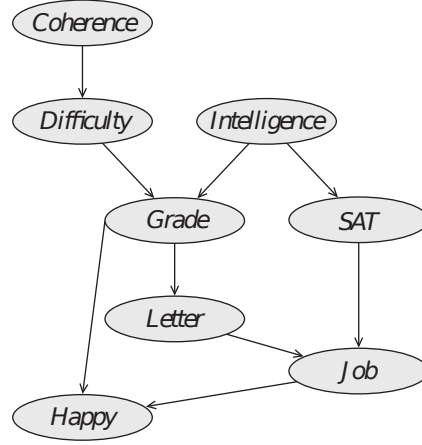 Coherence
Difficulty
Intelligence
Grade
SAT
Letter
Job
Happy